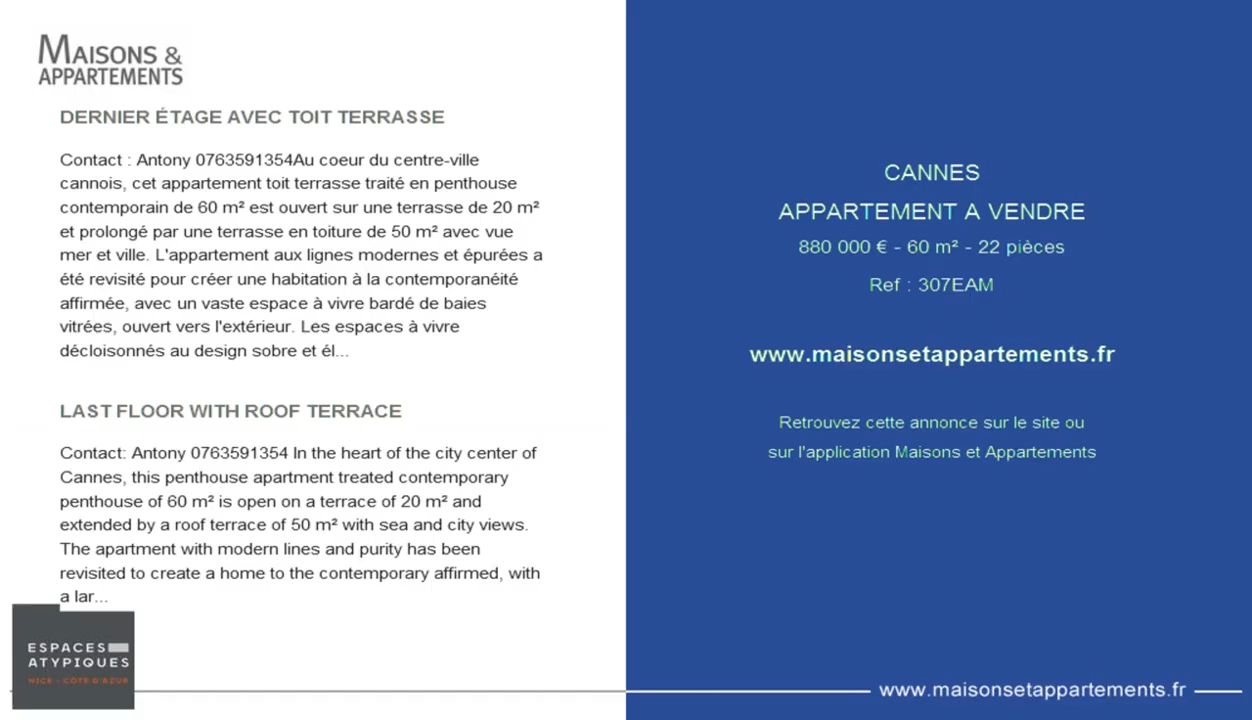 MAISONS &
APPARTEMENTS
DERNIER ÉTAGE AVEC TOIT TERRASSE
Contact : Antony 0763591354Au coeur du centre-ville
cannois, cet appartement toit terrasse traité en penthouse
contemporain de 60 m² est ouvert sur une terrasse de 20 m²
et prolongé par une terrasse en toiture de 50 m² avec vue
mer et ville. L'appartement aux lignes modernes et épurées a
été revisité pour créer une habitation à la contemporanéité
affirmée, avec un vaste espace à vivre bardé de baies
vitrées, ouvert vers l'extérieur. Les espaces à vivre
décloisonnés au design sobre et él...
LAST FLOOR WITH ROOF TERRACE
Contact: Antony 0763591354 In the heart of the city center of
Cannes, this penthouse apartment treated contemporary
penthouse of 60 m² is open on a terrace of 20 m² and
extended by a roof terrace of 50 m² with sea and city views.
The apartment with modern lines and purity has been
revisited to create a home to the contemporary affirmed, with
a lar...
ESPACES
ATYPIQUES
NICE - CÔTE D'AZUR
CANNES
APPARTEMENT A VENDRE
880 000 € - 60 m² - 22 pièces
Ref : 307EAM
www.maisonsetappartements.fr
Retrouvez cette annonce sur le site ou
sur l'application Maisons et Appartements
www.maisonsetappartements.fr